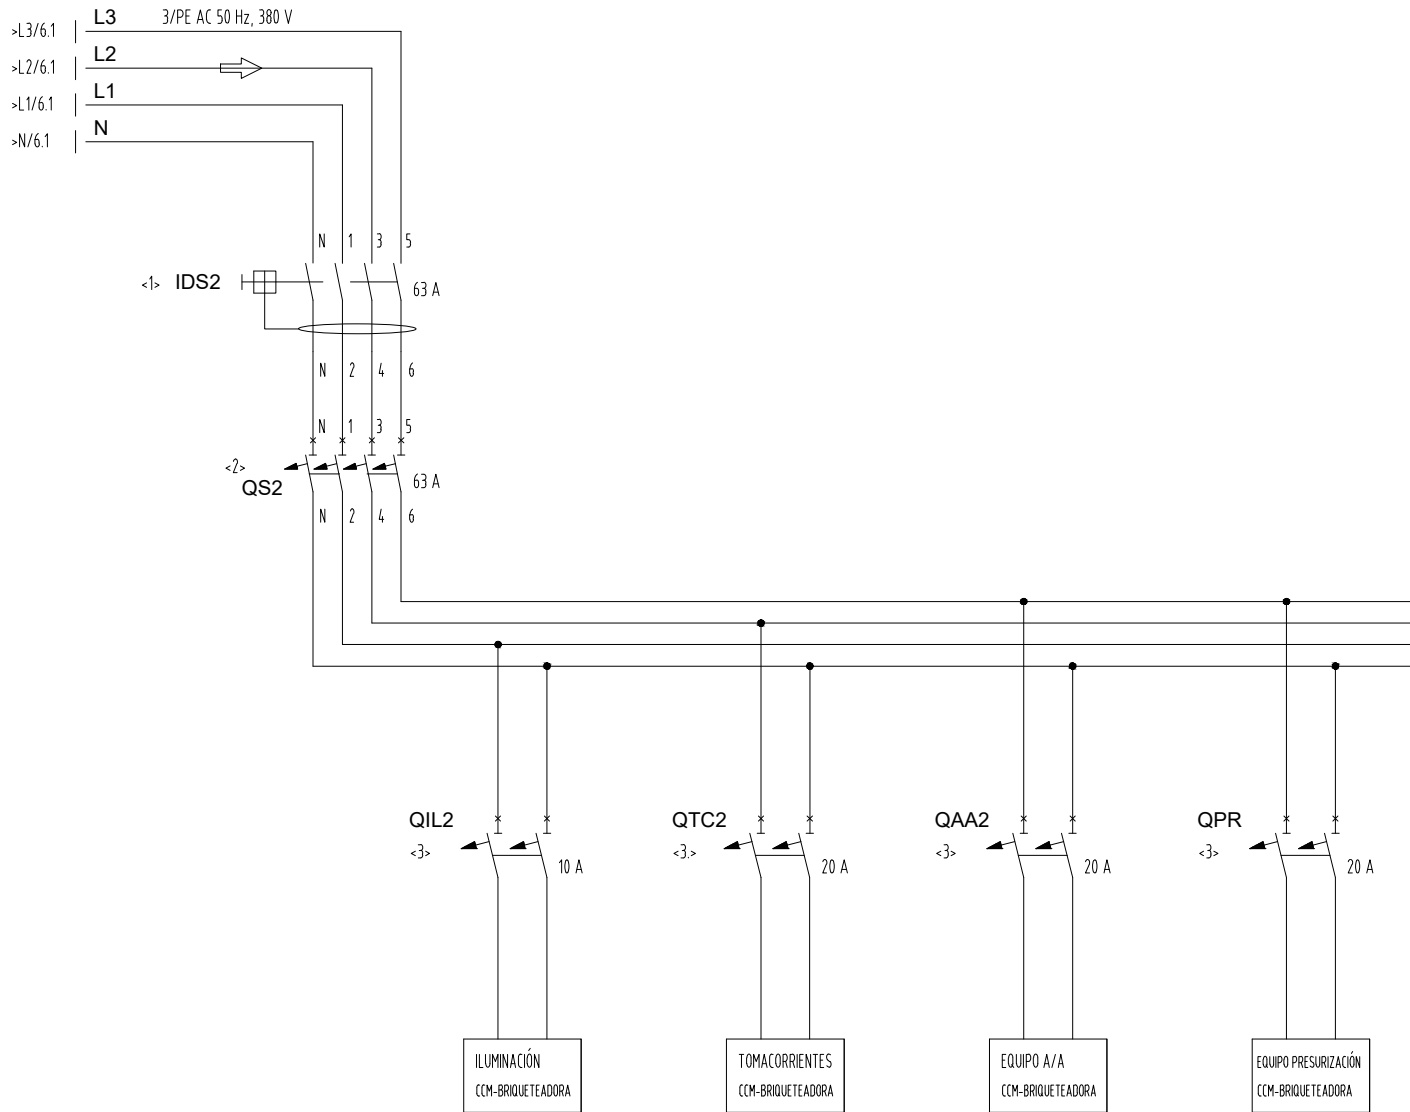 >L3/6.1 L3 3/PE AC 50 Hz, 380 V
>L2/6.1 L2
>L1/6.1 L1
>N/6.1 N
N 1 3 5
<1> IDS2 63 A
N 2 4 6
N 1 3 5
<2>
QS2 63 A
N 2 4 6
QIL2 QTC2 QAA2 QPR
<3> <3.> <3> <3>
10 A 20 A 20 A 20 A
ILUMINACIÓN
CCM-BRIQUETEADORA
TOMACORRIENTES
CCM-BRIQUETEADORA
EQUIPO A/A
CCM-BRIQUETEADORA
EQUIPO PRESURIZACIÓN
CCM-BRIQUETEADORA